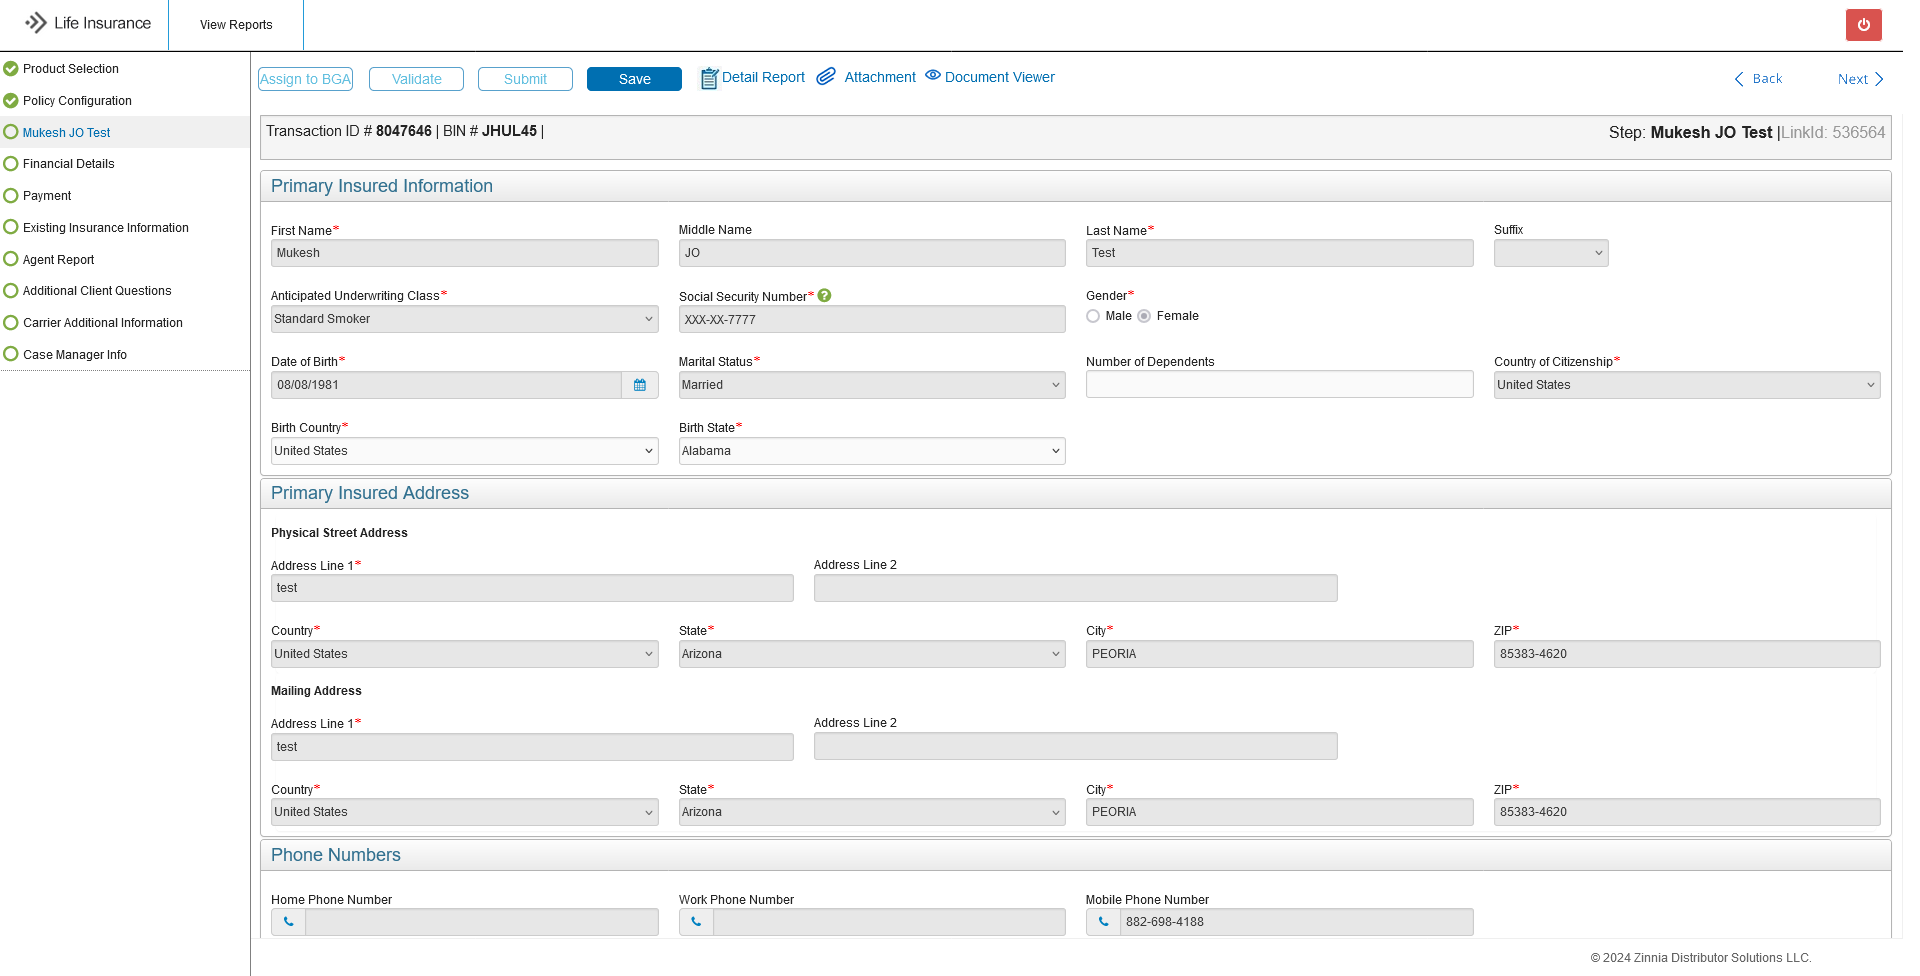 Life Insurance
View Reports
Product Selection
Policy Configuration
Mukesh JO Test
Financial Details
Payment
Existing Insurance Information
Agent Report
Additional Client Questions
Carrier Additional Information
Case Manager Info
Assign to BGA Validate Submit Save Detail Report Attachment Document Viewer Back Next
Transaction ID # 8047646 | BIN # JHUL45 |
Step: Mukesh JO Test |LinkId: 536564
Primary Insured Information
First Name* Middle Name Last Name* Suffix
Mukesh JO Test
Anticipated Underwriting Class* Social Security Number* ? Gender*
Standard Smoker XXX-XX-7777 Male Female
Date of Birth* Marital Status* Number of Dependents Country of Citizenship*
08/08/1981 Married United States
Birth Country* Birth State*
United States Alabama
Primary Insured Address
Physical Street Address
Address Line 1* Address Line 2
test
Country* State* City* ZIP*
United States Arizona PEORIA 85383-4620
Mailing Address
Address Line 1* Address Line 2
test
Country* State* City* ZIP*
United States Arizona PEORIA 85383-4620
Phone Numbers
Home Phone Number Work Phone Number Mobile Phone Number
882-698-4188
© 2024 Zinnia Distributor Solutions LLC.